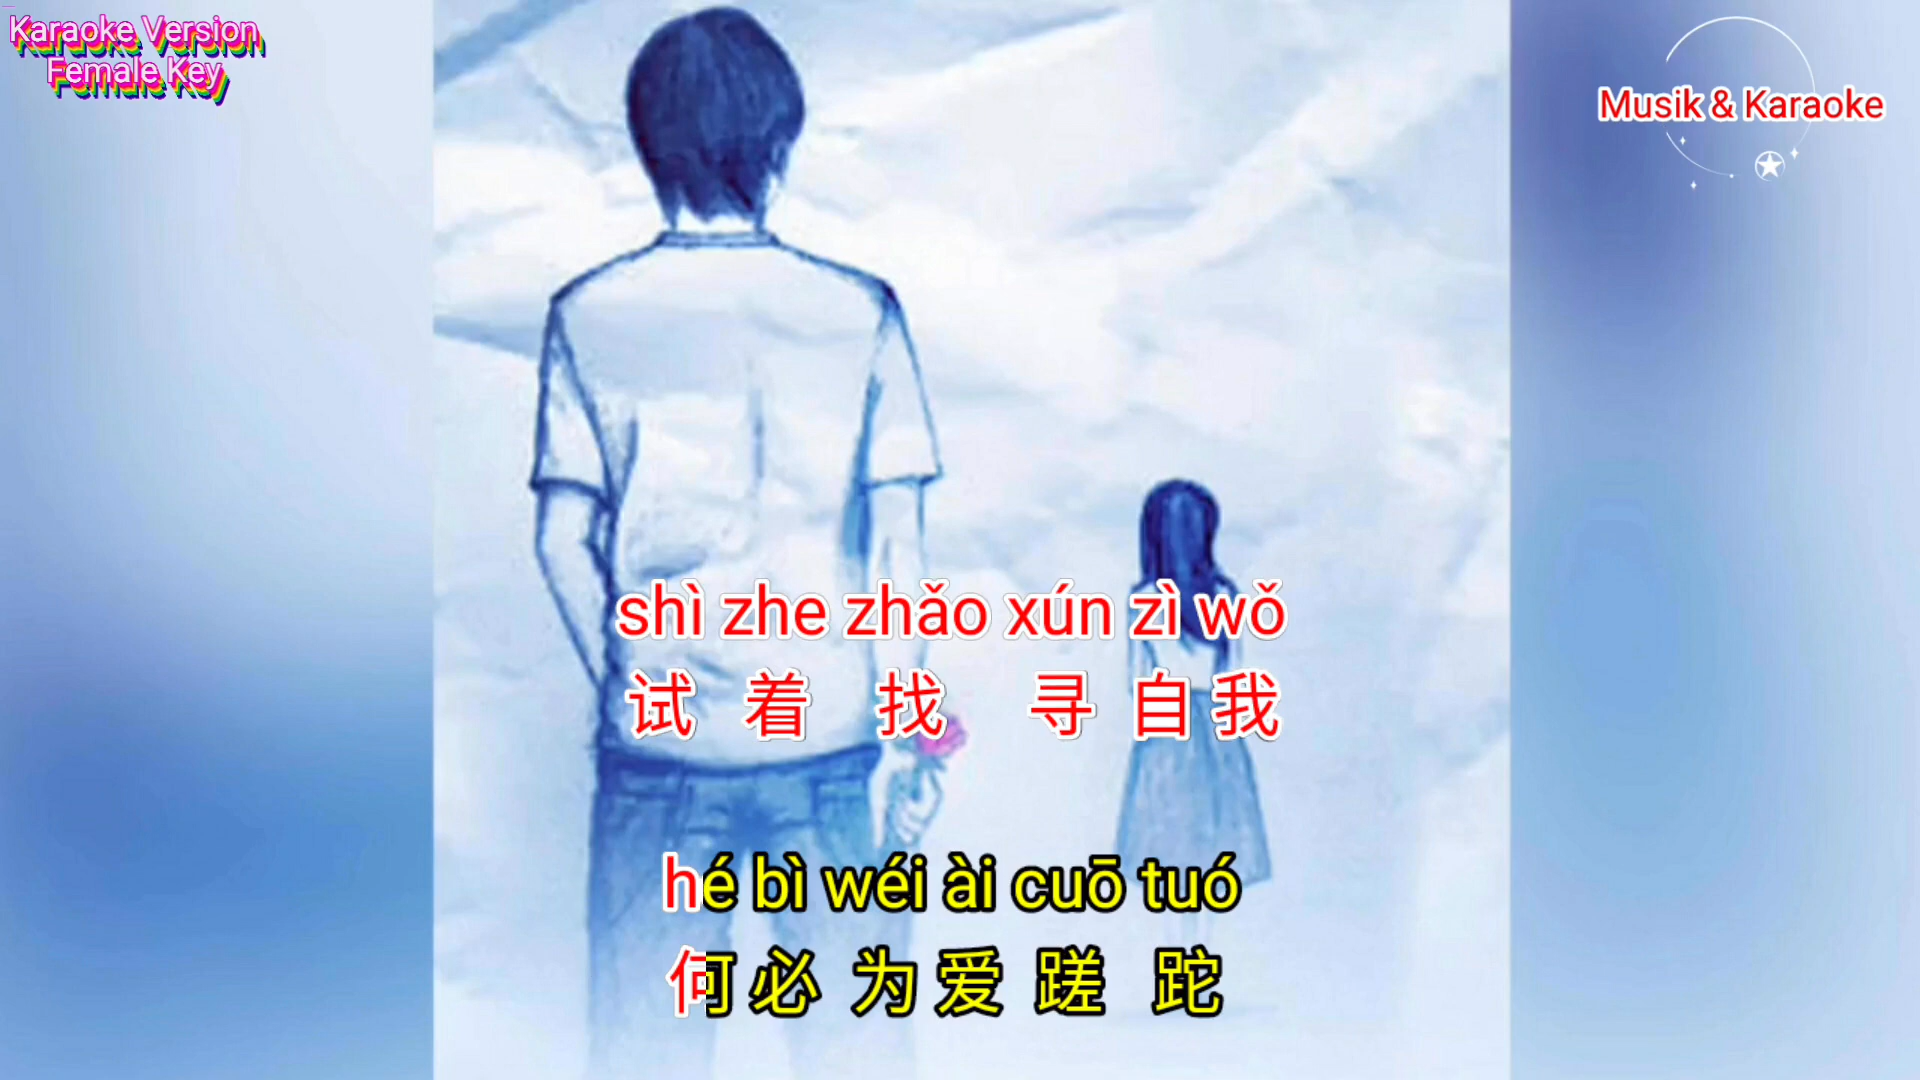 Karaoke Version
Female Key
Musik & Karaoke
shì zhe zhǎo xún zì wǒ
试着找寻自我
hé bì wéi ài cuō tuó
何必为爱蹉跎